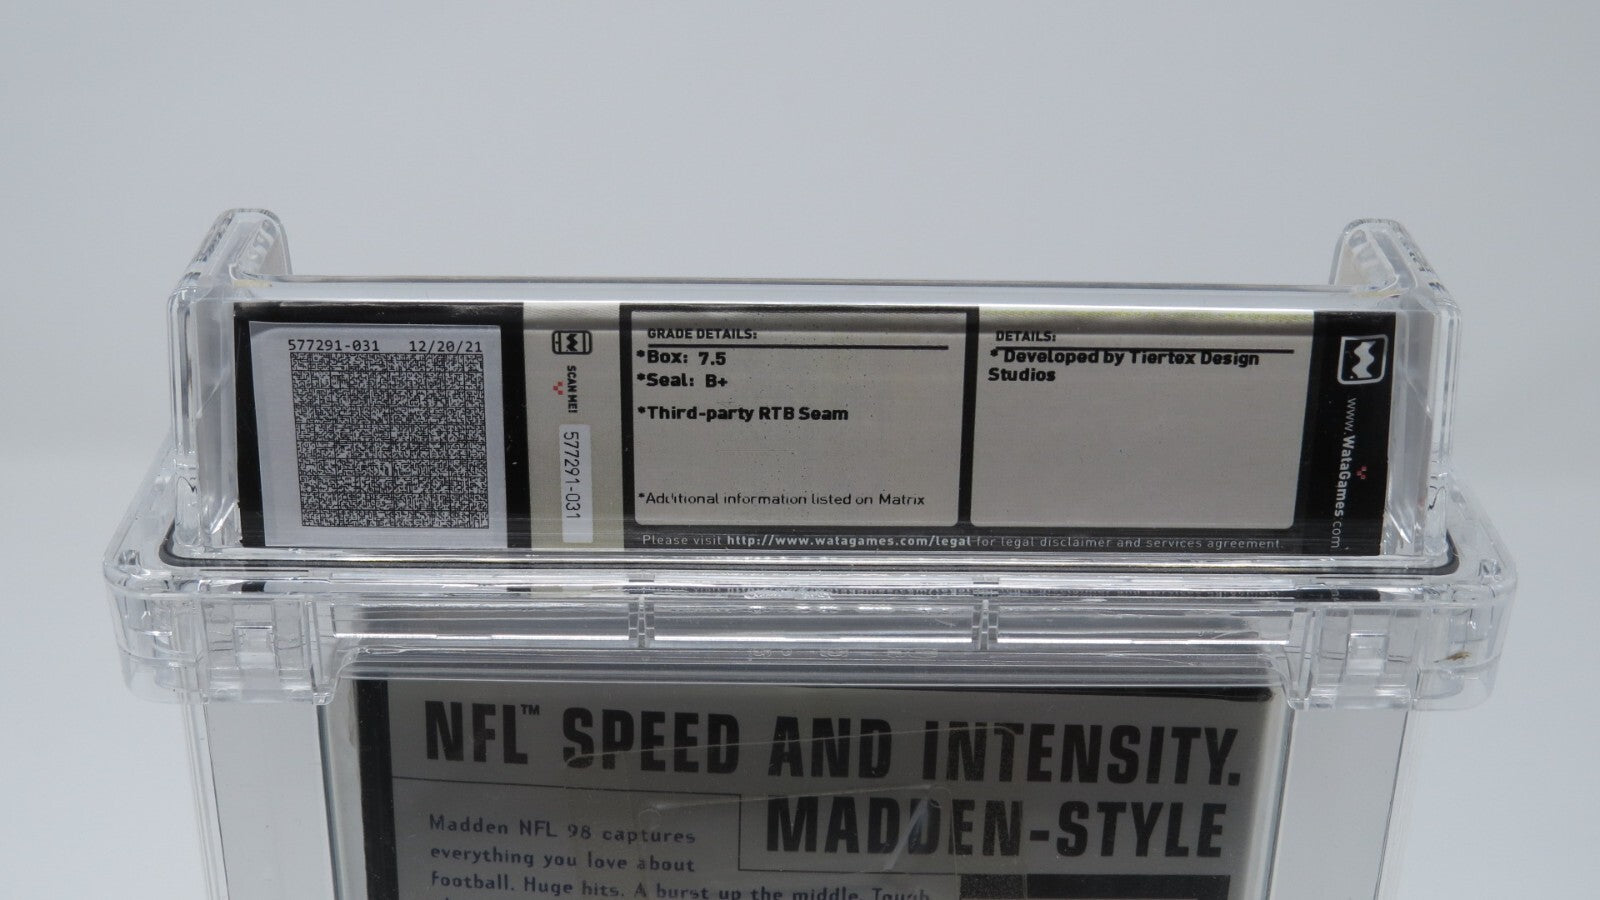 577291-031 12/20/21
SCAN ME!
577291-031
GRADE DETAILS:
*Box: 7.5
*Seal: B+
*Third-party RTB Seam
*Additional information listed on Matrix
DETAILS:
* Developed by Tiertex Design
Studios
www.WataGames.com
Please visit http://www.watagames.com/legal for legal disclaimer and services agreement.
NFL™ SPEED AND INTENSITY.
MADDEN-STYLE
Madden NFL 98 captures
everything you love about
football. Huge hits. A burst up the middle. Tough